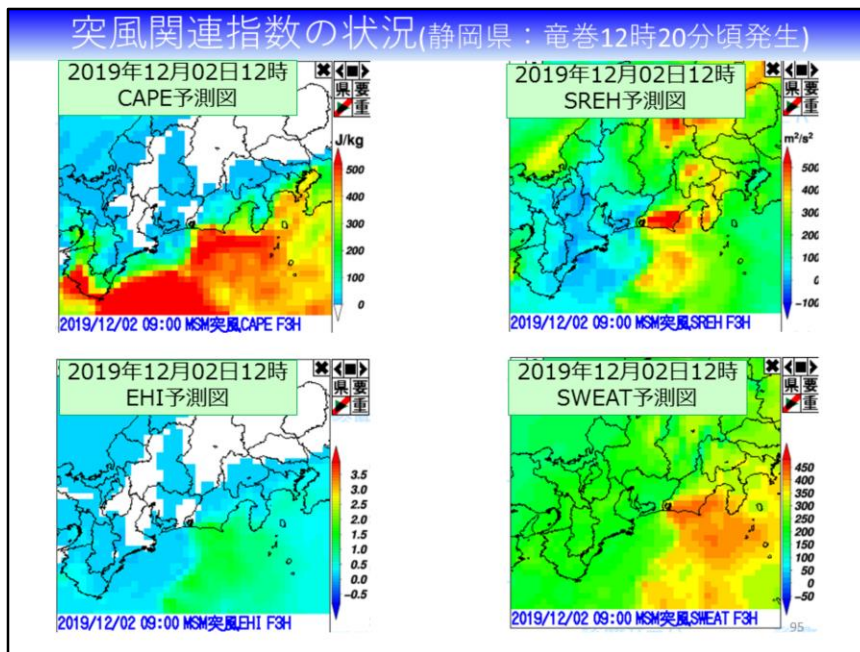 突風関連指数の状況(静岡県：竜巻12時20分頃発生)
2019年12月02日12時
CAPE予測図
県 要
重
J/kg
500
400
300
200
100
0
2019/12/02 09:00 MSM突風CAPE F3H
2019年12月02日12時
SREH予測図
県 要
重
m²/s²
500
400
300
200
100
0
-100
2019/12/02 09:00 MSM突風SREH F3H
2019年12月02日12時
EHI予測図
県 要
重
3.5
3.0
2.5
2.0
1.5
1.0
0.5
0.0
-0.5
2019/12/02 09:00 MSM突風EHI F3H
2019年12月02日12時
SWEAT予測図
県 要
重
450
400
350
300
250
200
150
100
50
0
-50
2019/12/02 09:00 MSM突風SWEAT F3H
95